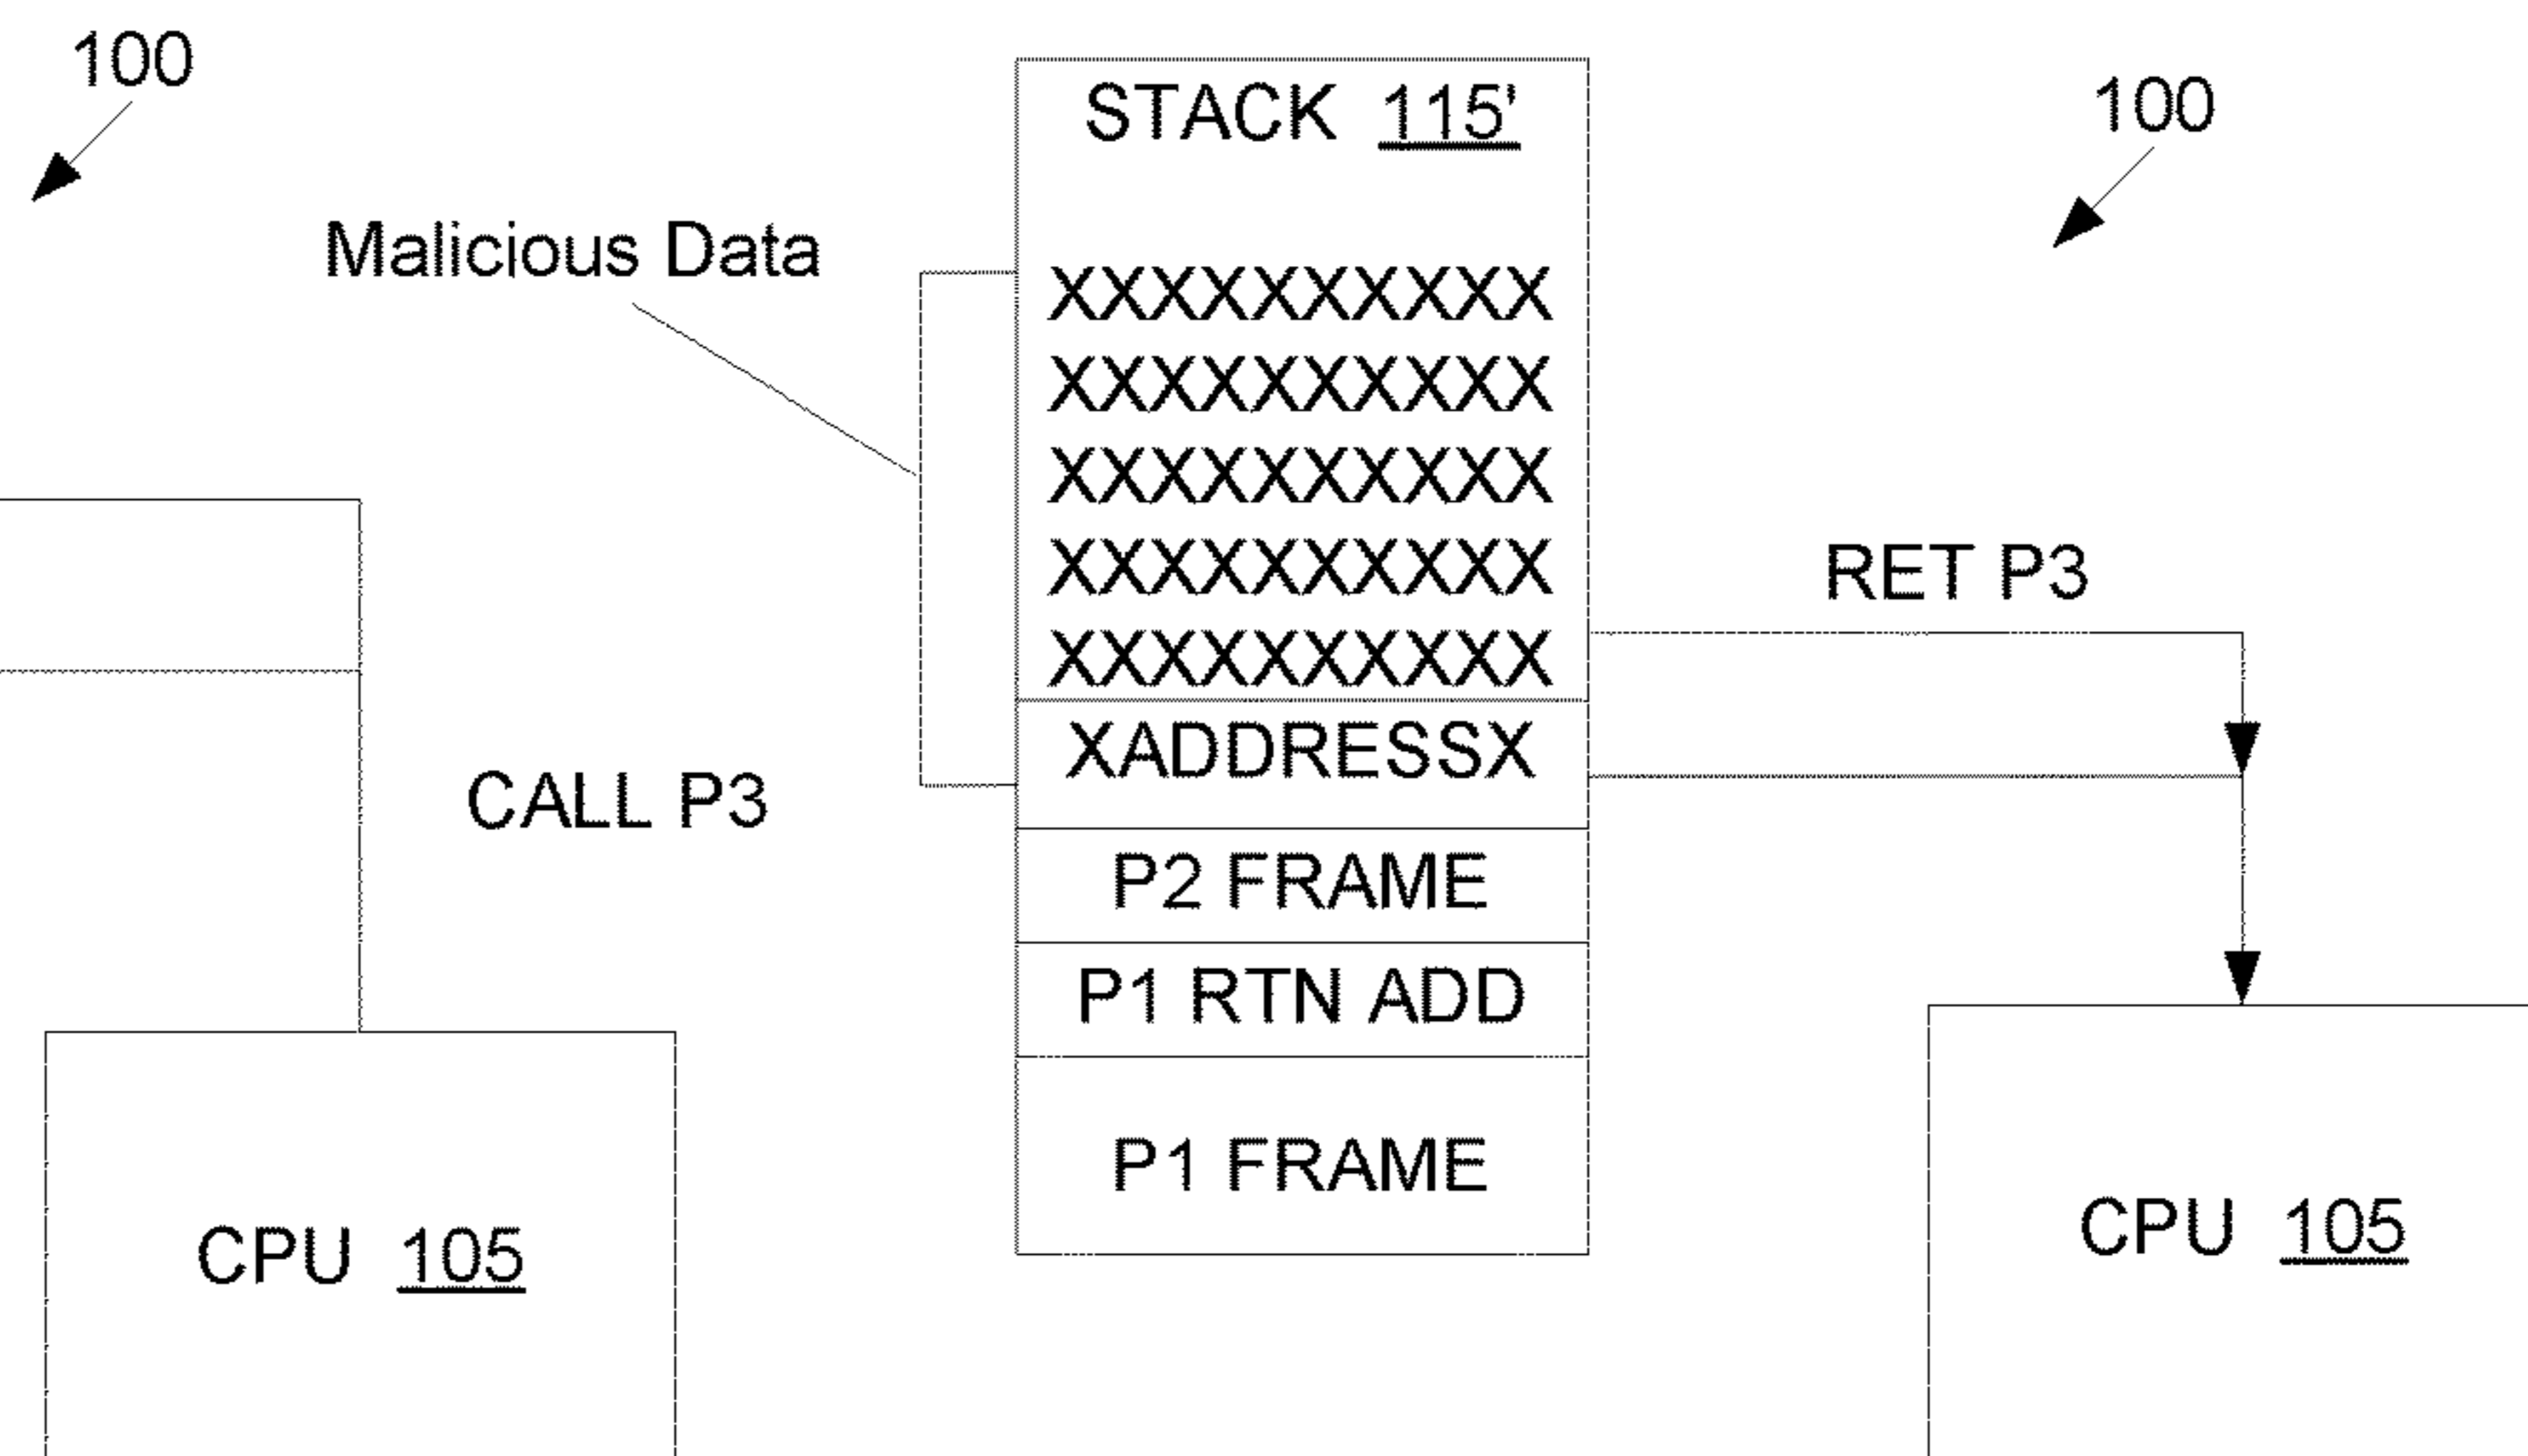 100
STACK 115'
100
Malicious Data
XXXXXXXXXX
XXXXXXXXXX
XXXXXXXXXX
XXXXXXXXXX
XXXXXXXXXX
RET P3
XADDRESSX
CALL P3
P2 FRAME
P1 RTN ADD
P1 FRAME
CPU 105
CPU 105